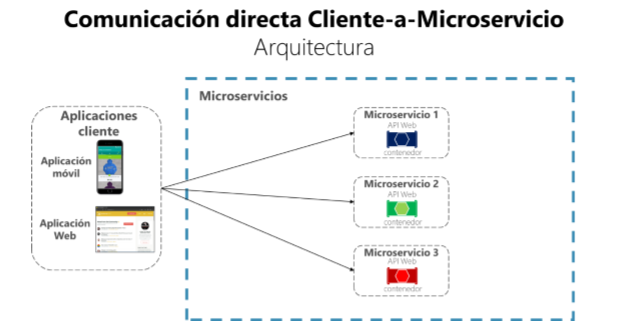 Comunicación directa Cliente-a-Microservicio
Arquitectura
Microservicios
Aplicaciones
cliente
Aplicación
móvil
Aplicación
Web
Microservicio 1
API Web
contenedor
Microservicio 2
API Web
contenedor
Microservicio 3
API Web
contenedor